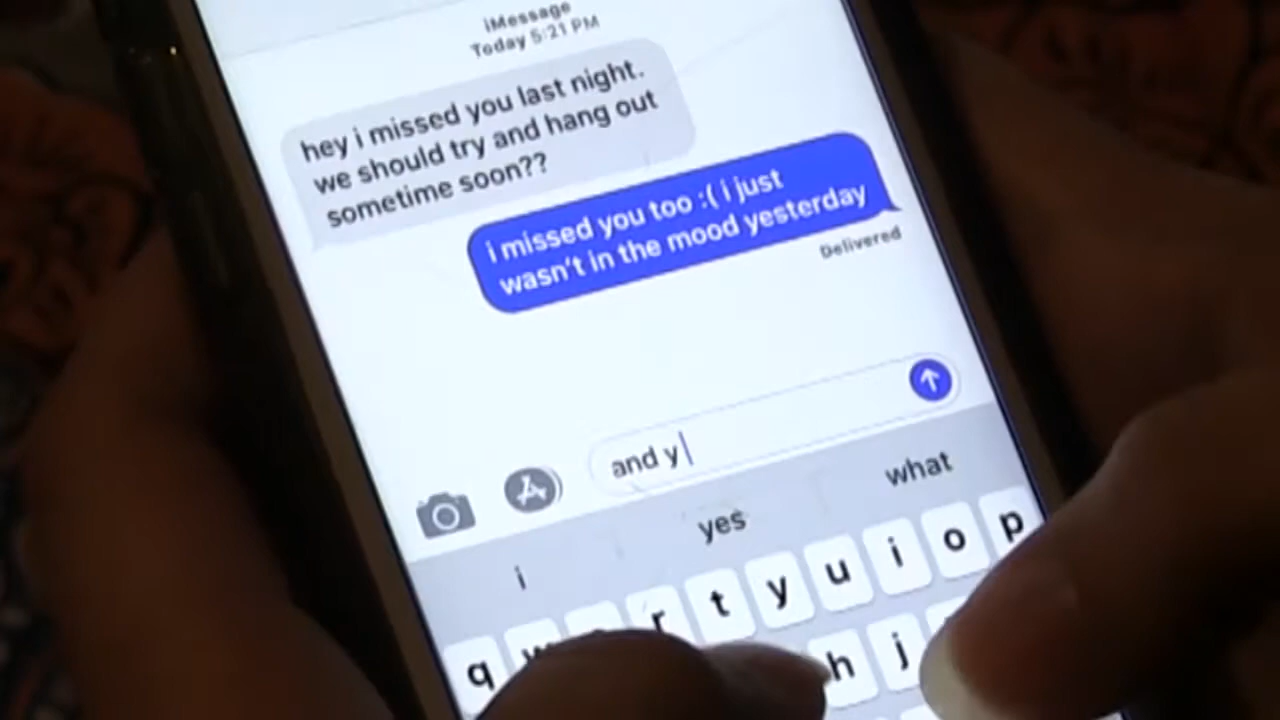 iMessage
Today 5:21 PM
hey i missed you last night.
we should try and hang out
sometime soon??
i missed you too :( i just
wasn't in the mood yesterday
Delivered
and y
i yes what
q w r t y u i o p
h j